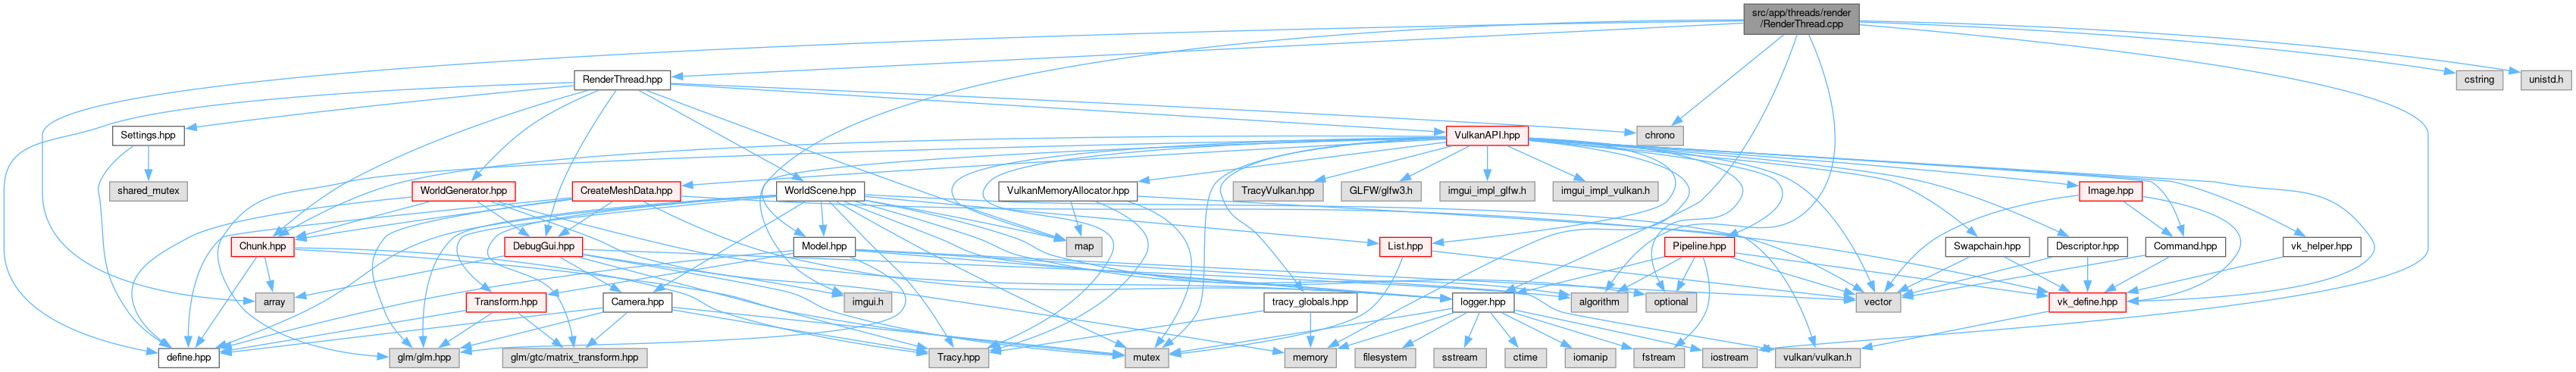 src/app/threads/render
/RenderThread.cpp
RenderThread.hpp
cstring
unistd.h
Settings.hpp
chrono
VulkanAPI.hpp
shared_mutex
WorldGenerator.hpp
CreateMeshData.hpp
WorldScene.hpp
VulkanMemoryAllocator.hpp
TracyVulkan.hpp
GLFW/glfw3.h
imgui_impl_glfw.h
imgui_impl_vulkan.h
Image.hpp
Chunk.hpp
DebugGui.hpp
Model.hpp
map
List.hpp
Pipeline.hpp
Swapchain.hpp
Descriptor.hpp
Command.hpp
vk_helper.hpp
array
Transform.hpp
Camera.hpp
imgui.h
tracy_globals.hpp
logger.hpp
algorithm
optional
vector
vk_define.hpp
define.hpp
glm/glm.hpp
glm/gtc/matrix_transform.hpp
Tracy.hpp
mutex
memory
filesystem
sstream
ctime
iomanip
fstream
iostream
vulkan/vulkan.h